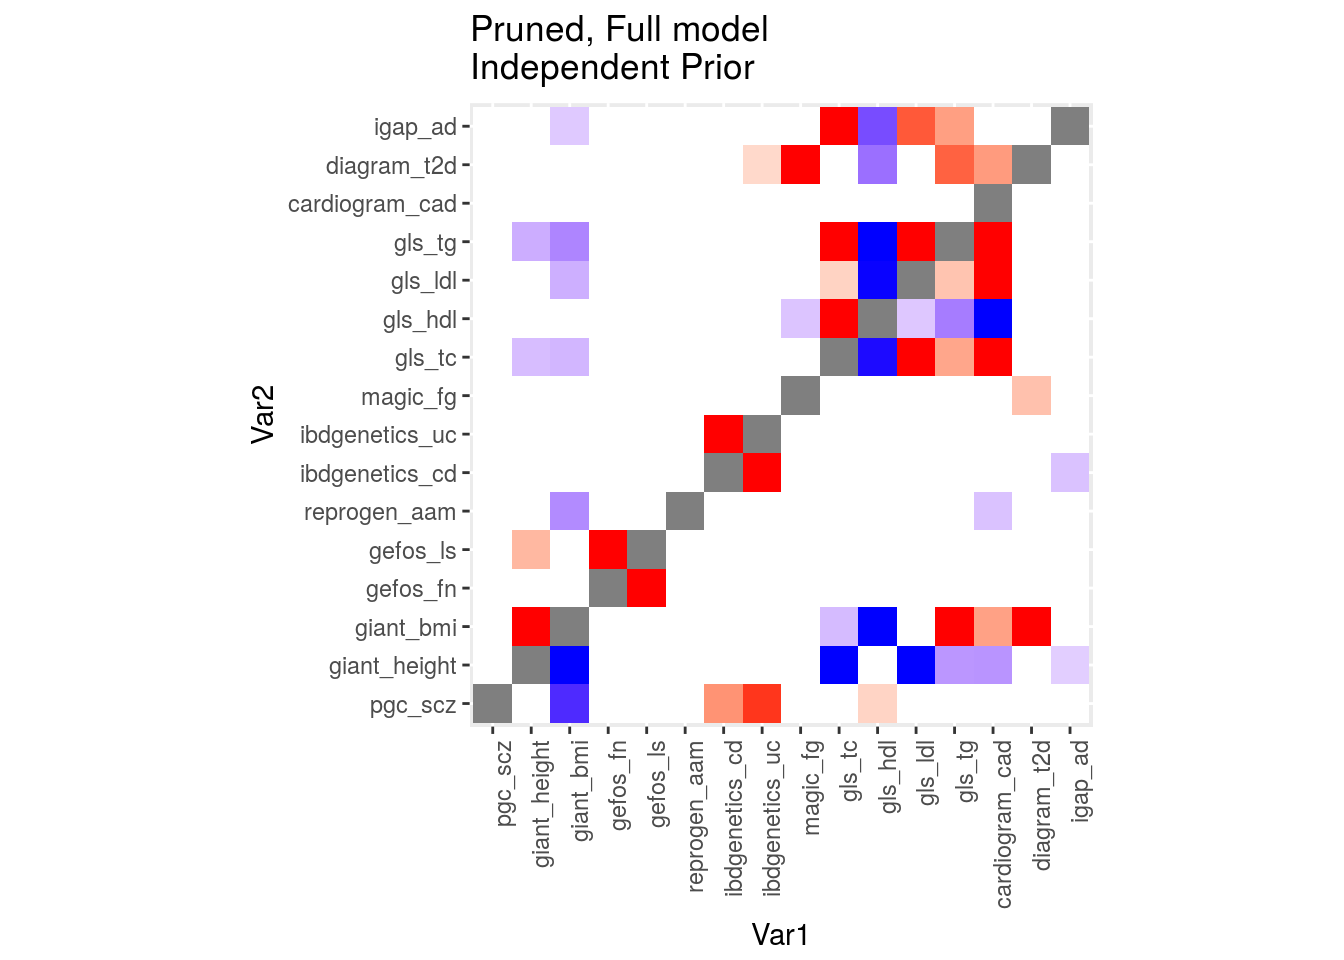 Pruned, Full model
Independent Prior
igap_ad
diagram_t2d
cardiogram_cad
gls_tg
gls_ldl
gls_hdl
gls_tc
magic_fg
ibdgenetics_uc
ibdgenetics_cd
reprogen_aam
gefos_ls
gefos_fn
giant_bmi
giant_height
pgc_scz
Var2
pgc_scz
giant_height
giant_bmi
gefos_fn
gefos_ls
reprogen_aam
ibdgenetics_cd
ibdgenetics_uc
magic_fg
gls_tc
gls_hdl
gls_ldl
gls_tg
cardiogram_cad
diagram_t2d
igap_ad
Var1